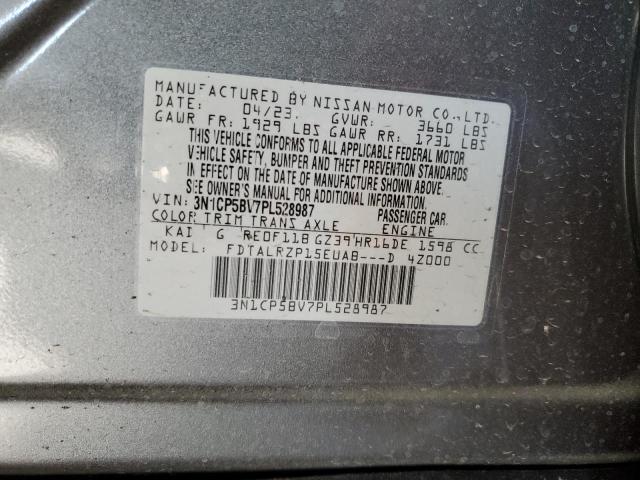 MANUFACTURED BY NISSAN MOTOR CO.,LTD.
DATE: 04/23. GVWR: 3660 LBS
GAWR FR: 1929 LBS GAWR RR: 1731 LBS
THIS VEHICLE CONFORMS TO ALL APPLICABLE FEDERAL MOTOR
VEHICLE SAFETY, BUMPER AND THEFT PREVENTION STANDARDS
IN EFFECT ON THE DATE OF MANUFACTURE SHOWN ABOVE.
SEE OWNER'S MANUAL FOR ADDITIONAL INFORMATION.
VIN: 3N1CP5BV7PL528987 PASSENGER CAR.
COLOR TRIM TRANS AXLE ENGINE
KAI G RE0F11B GZ39 HR16DE 1598 CC
MODEL: FDTALRZP15EUAB---D 4Z000
3N1CP5BV7PL528987